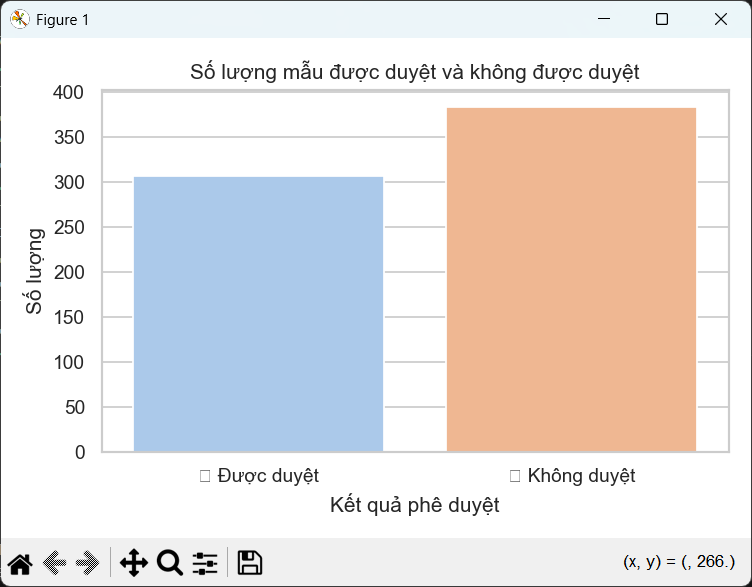 Figure 1
Số lượng mẫu được duyệt và không được duyệt
400
350
300
250
200
150
100
50
0
Số lượng
□ Được duyệt □ Không duyệt
Kết quả phê duyệt
(x, y) = (, 266.)